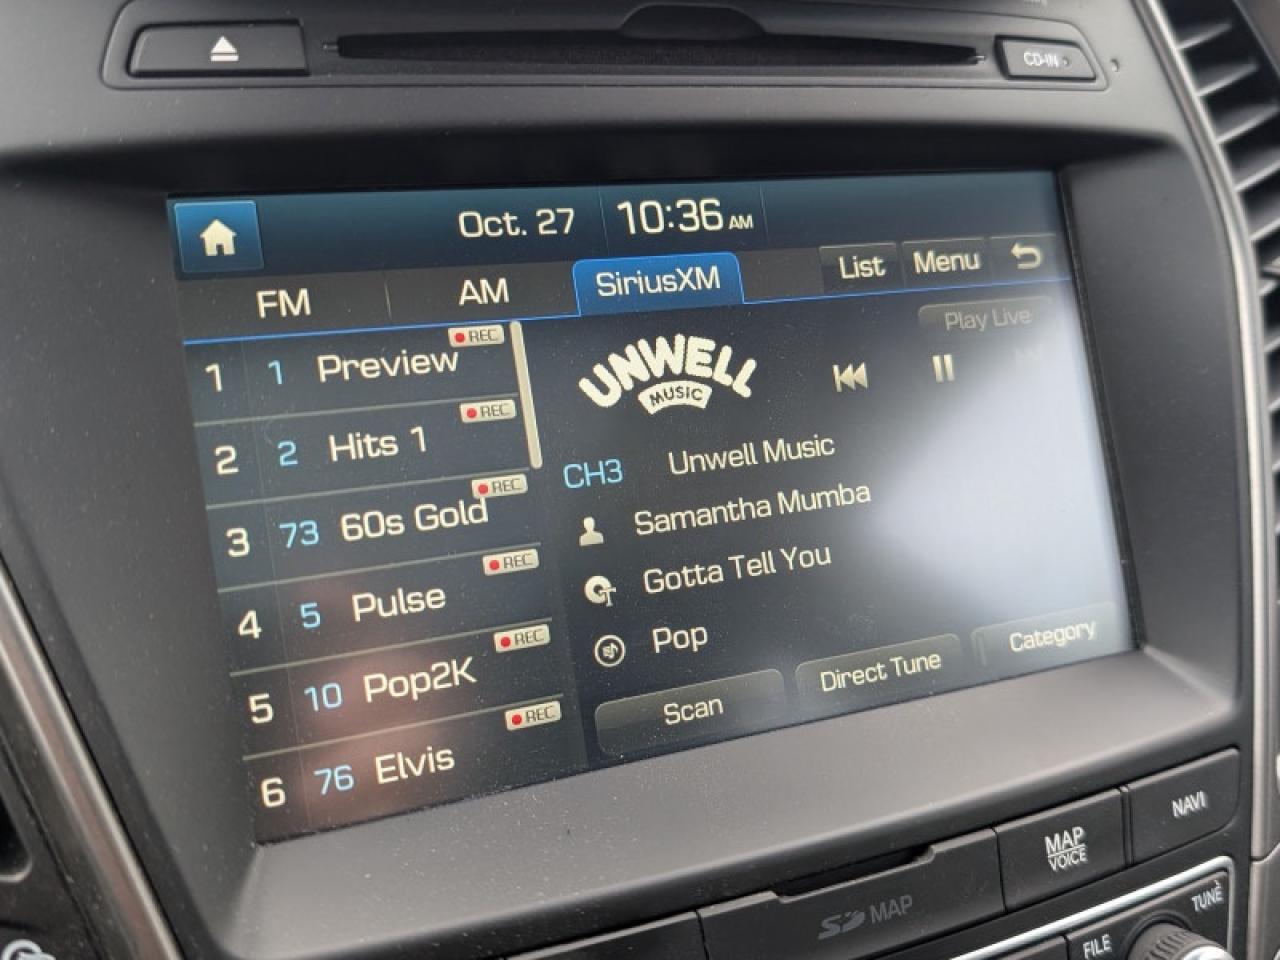 CD-IN
Oct. 27 10:36 AM
FM AM SiriusXM List Menu
Play Live
1 1 Preview REC
2 2 Hits 1 REC
3 73 60s Gold REC
4 5 Pulse REC
5 10 Pop2K REC
6 76 Elvis REC
UNWELL
MUSIC
CH3 Unwell Music
Samantha Mumba
Gotta Tell You
Pop
Scan Direct Tune Category
SD MAP
MAP
VOICE
NAVI
FILE
TUNE